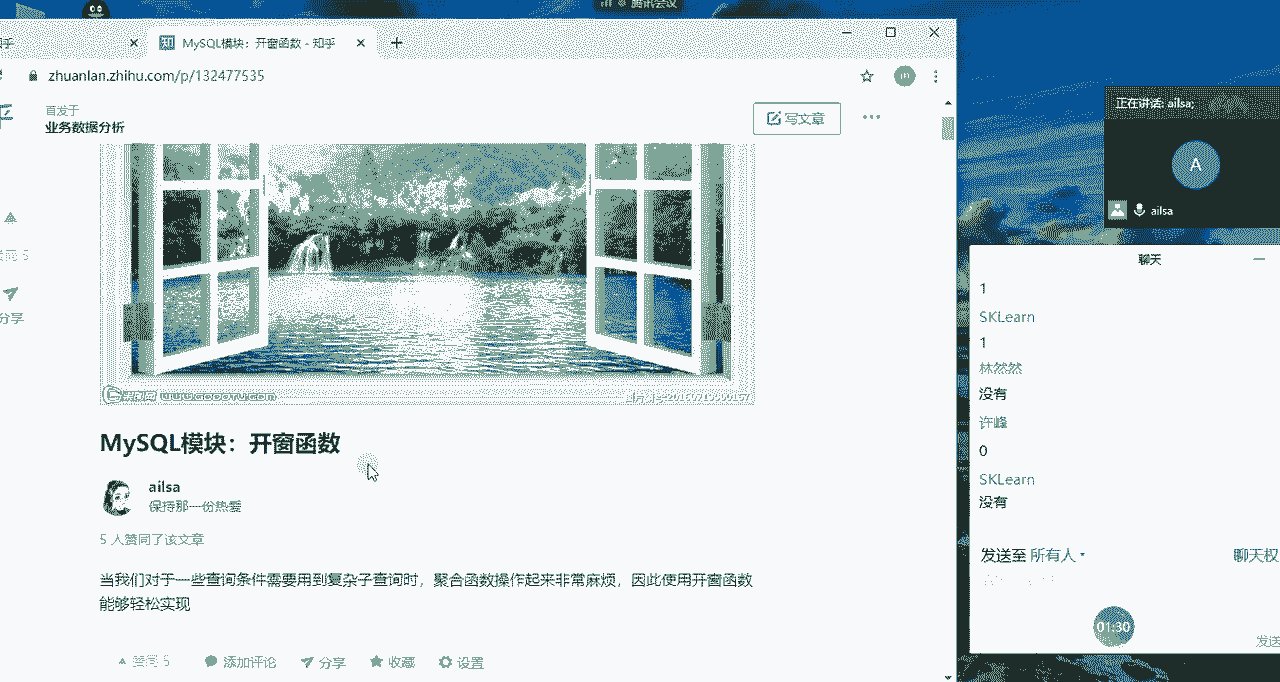 腾讯会议
乎
MySQL模块：开窗函数 - 知乎
zhuanlan.zhihu.com/p/132477535
m
首发于
业务数据分析
写文章
正在讲话: ailsa;
A
ailsa
聊天
1
SKLearn
1
林然然
没有
许峰
0
SKLearn
没有
赞同 5
分享
MySQL模块：开窗函数
ailsa
保持那一份热爱
5 人赞同了该文章
当我们对于一些查询条件需要用到复杂子查询时，聚合函数操作起来非常麻烦，因此使用开窗函数
能够轻松实现
赞同 5
添加评论
分享
收藏
设置
发送至 所有人
聊天权
01:30
发送